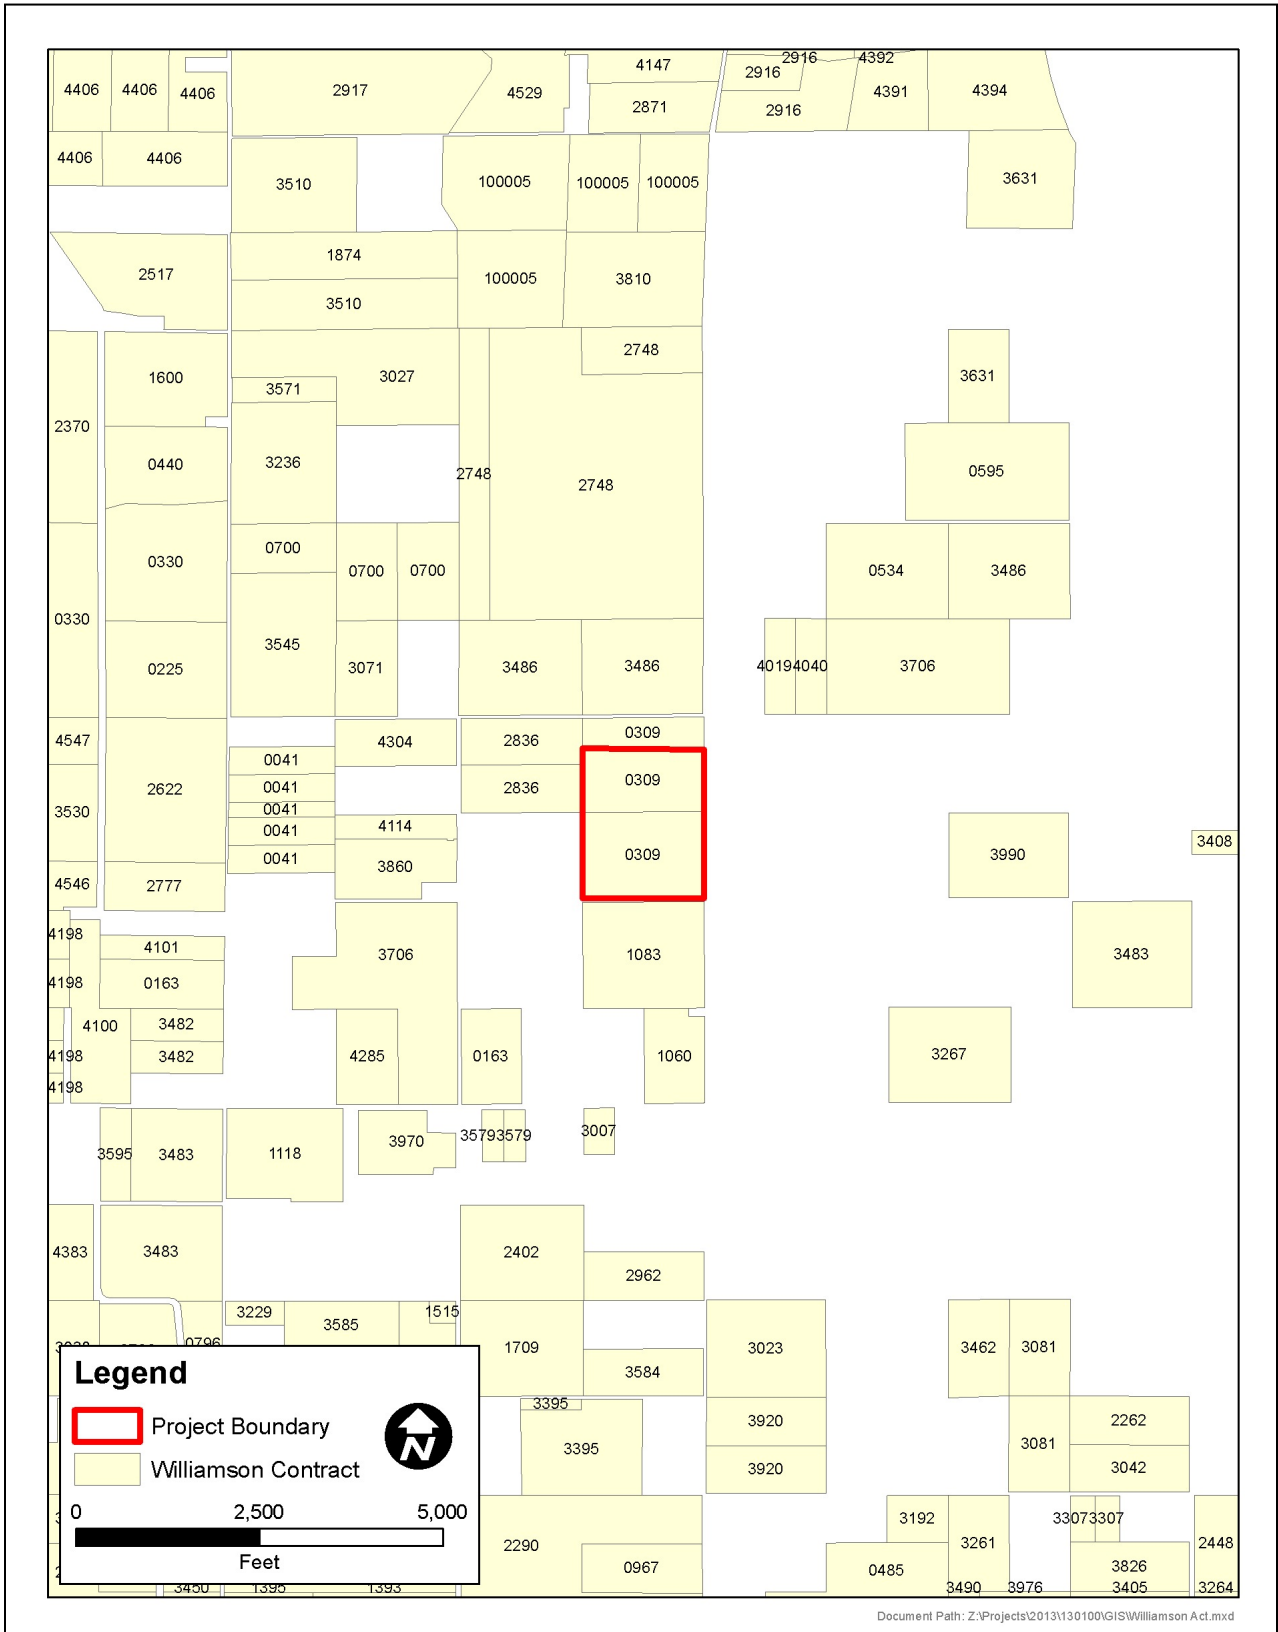 2916 4392
4147
4406 4406 4406 2917 4529 2916 4391 4394
2871 2916
4406 4406
3510 100005 100005 100005 3631
1874
2517 100005 3810
3510
2748
1600 3027 3631
3571
2370
0440 3236 2748 2748 0595
0700
0330 0700 0700 0534 3486
0330
3545
0225 3071 3486 3486 4019 4040 3706
0309
4547 4304 2836
0041
0309
2622 0041 2836
0041
3530 0041 4114
3408
0041 3860 0309 3990
4546 2777
4198
4101 3706 1083 3483
4198 0163
4100 3482
4198 3482 4285 0163 1060 3267
4198
3970 3579 3579 3007
3595 3483 1118
4383 3483 2402
2962
3229 1515
3585
0796 1709 3023 3462 3081
3584
3395
3920 2262
3395 3081
3920 3042
3192 3307 3307
3261 2448
2290
0967 0485 3826
3450 1395 1393 3490 3976 3405 3264
Legend
Project Boundary
N
Williamson Contract
0 2,500 5,000
Feet
Document Path: Z:\Projects\2013\130100\GIS\Williamson Act.mxd